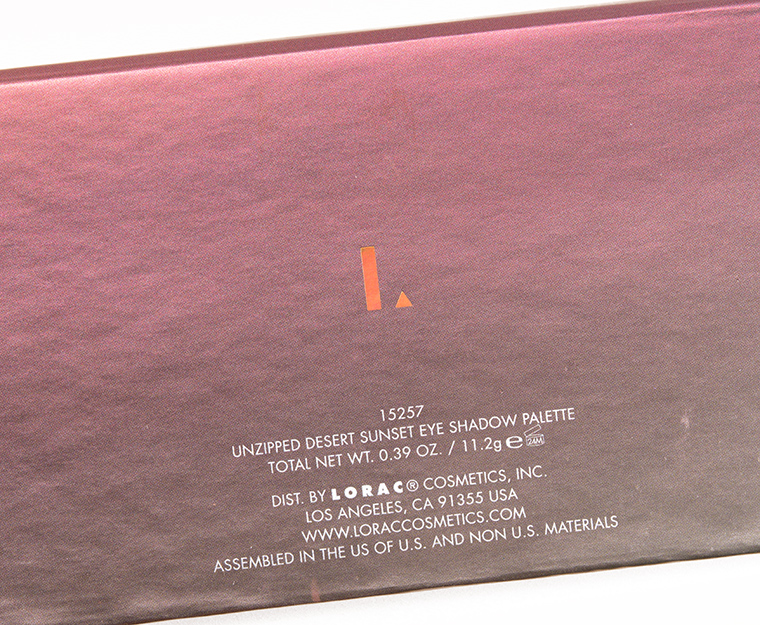 15257
UNZIPPED DESERT SUNSET EYE SHADOW PALETTE
TOTAL NET WT. 0.39 OZ. / 11.2g e 24M
DIST. BY LORAC® COSMETICS, INC.
LOS ANGELES, CA 91355 USA
WWW.LORACCOSMETICS.COM
ASSEMBLED IN THE US OF U.S. AND NON U.S. MATERIALS